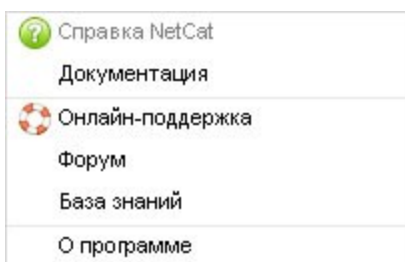 Справка NetCat
Документация
Онлайн-поддержка
Форум
База знаний
О программе